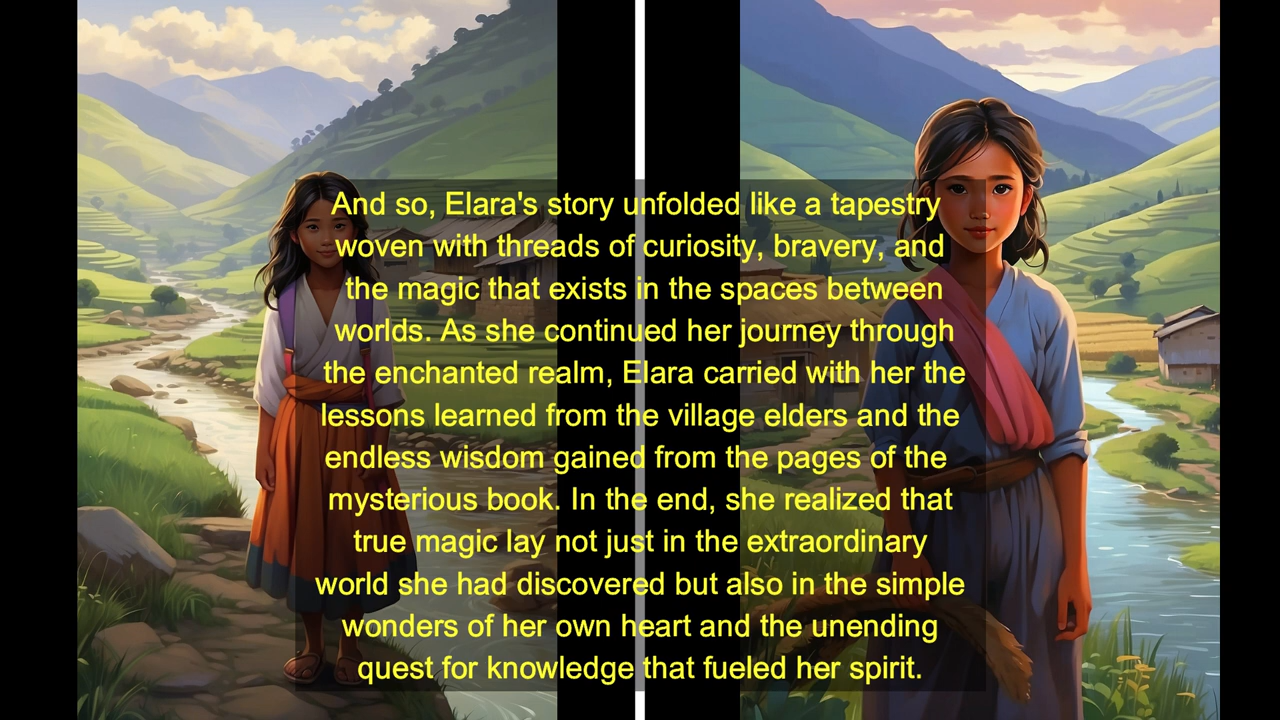 And so, Elara's story unfolded like a tapestry
woven with threads of curiosity, bravery, and
the magic that exists in the spaces between
worlds. As she continued her journey through
the enchanted realm, Elara carried with her the
lessons learned from the village elders and the
endless wisdom gained from the pages of the
mysterious book. In the end, she realized that
true magic lay not just in the extraordinary
world she had discovered but also in the simple
wonders of her own heart and the unending
quest for knowledge that fueled her spirit.